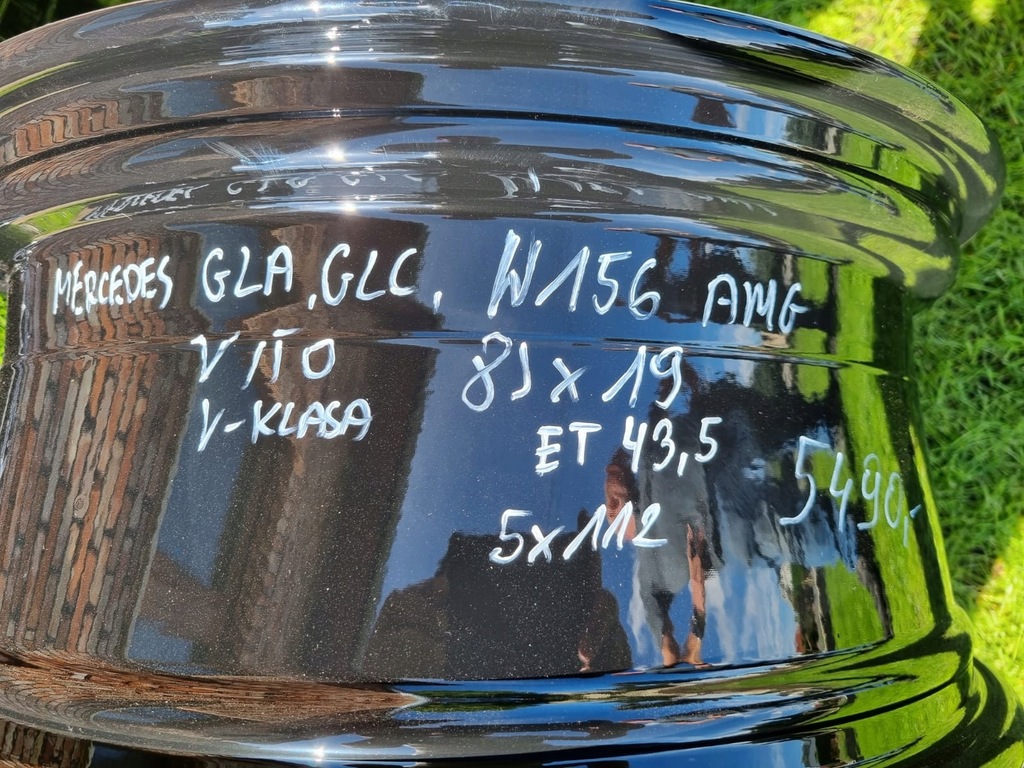 MERCEDES GLA, GLC, W156 AMG
VITO 8J x 19
V-KLASA ET 43,5
5x112 5490,-